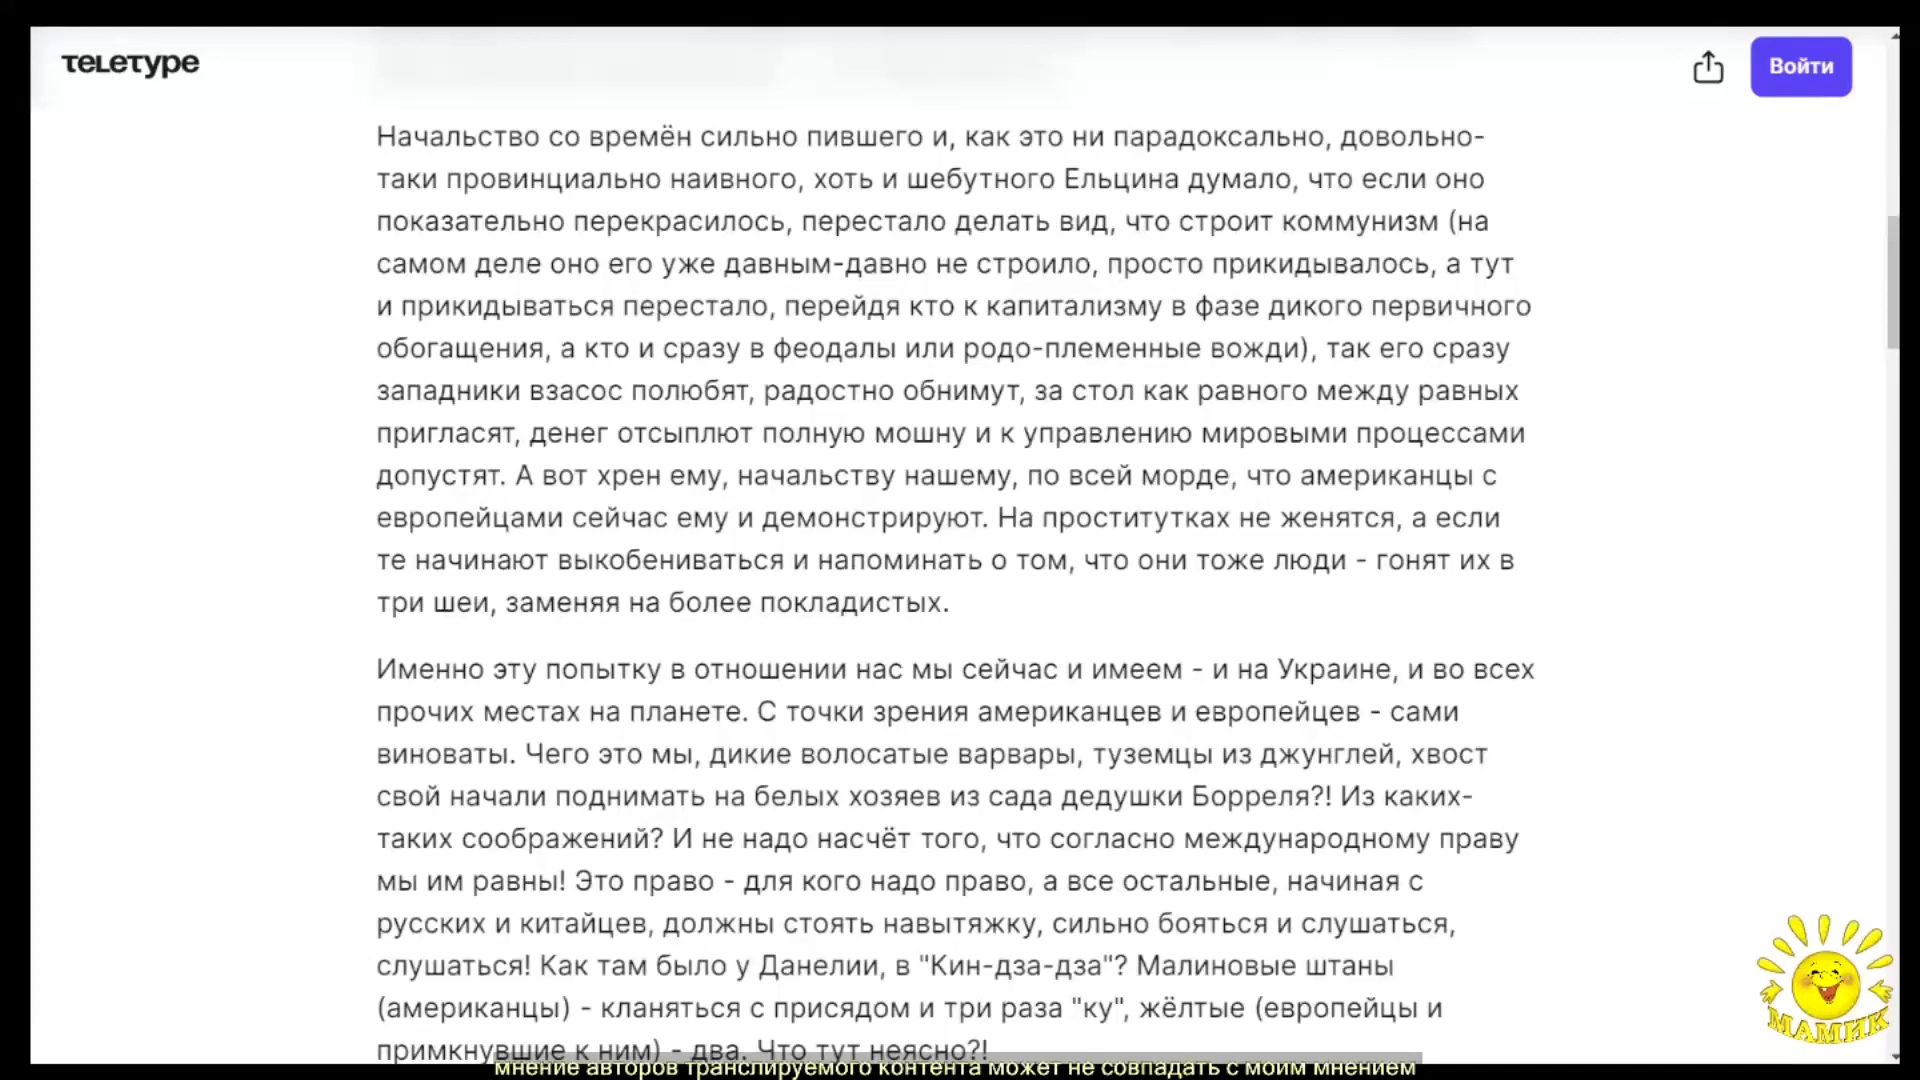 TELETYPE
Войти
Начальство со времён сильно пившего и, как это ни парадоксально, довольно-
таки провинциально наивного, хоть и шебутного Ельцина думало, что если оно
показательно перекрасилось, перестало делать вид, что строит коммунизм (на
самом деле оно его уже давным-давно не строило, просто прикидывалось, а тут
и прикидываться перестало, перейдя кто к капитализму в фазе дикого первичного
обогащения, а кто и сразу в феодалы или родо-племенные вожди), так его сразу
западники взасос полюбят, радостно обнимут, за стол как равного между равных
пригласят, денег отсыплют полную мошну и к управлению мировыми процессами
допустят. А вот хрен ему, начальству нашему, по всей морде, что американцы с
европейцами сейчас ему и демонстрируют. На проститутках не женятся, а если
те начинают выкобениваться и напоминать о том, что они тоже люди - гонят их в
три шеи, заменяя на более покладистых.
Именно эту попытку в отношении нас мы сейчас и имеем - и на Украине, и во всех
прочих местах на планете. С точки зрения американцев и европейцев - сами
виноваты. Чего это мы, дикие волосатые варвары, туземцы из джунглей, хвост
свой начали поднимать на белых хозяев из сада дедушки Борреля?! Из каких-
таких соображений? И не надо насчёт того, что согласно международному праву
мы им равны! Это право - для кого надо право, а все остальные, начиная с
русских и китайцев, должны стоять навытяжку, сильно бояться и слушаться,
слушаться! Как там было у Данелии, в "Кин-дза-дза"? Малиновые штаны
(американцы) - кланяться с присядом и три раза "ку", жёлтые (европейцы и
примкнувшие к ним) - два. Что тут неясно?!
МАМИК
мнение авторов транслируемого контента может не совпадать с моим мнением